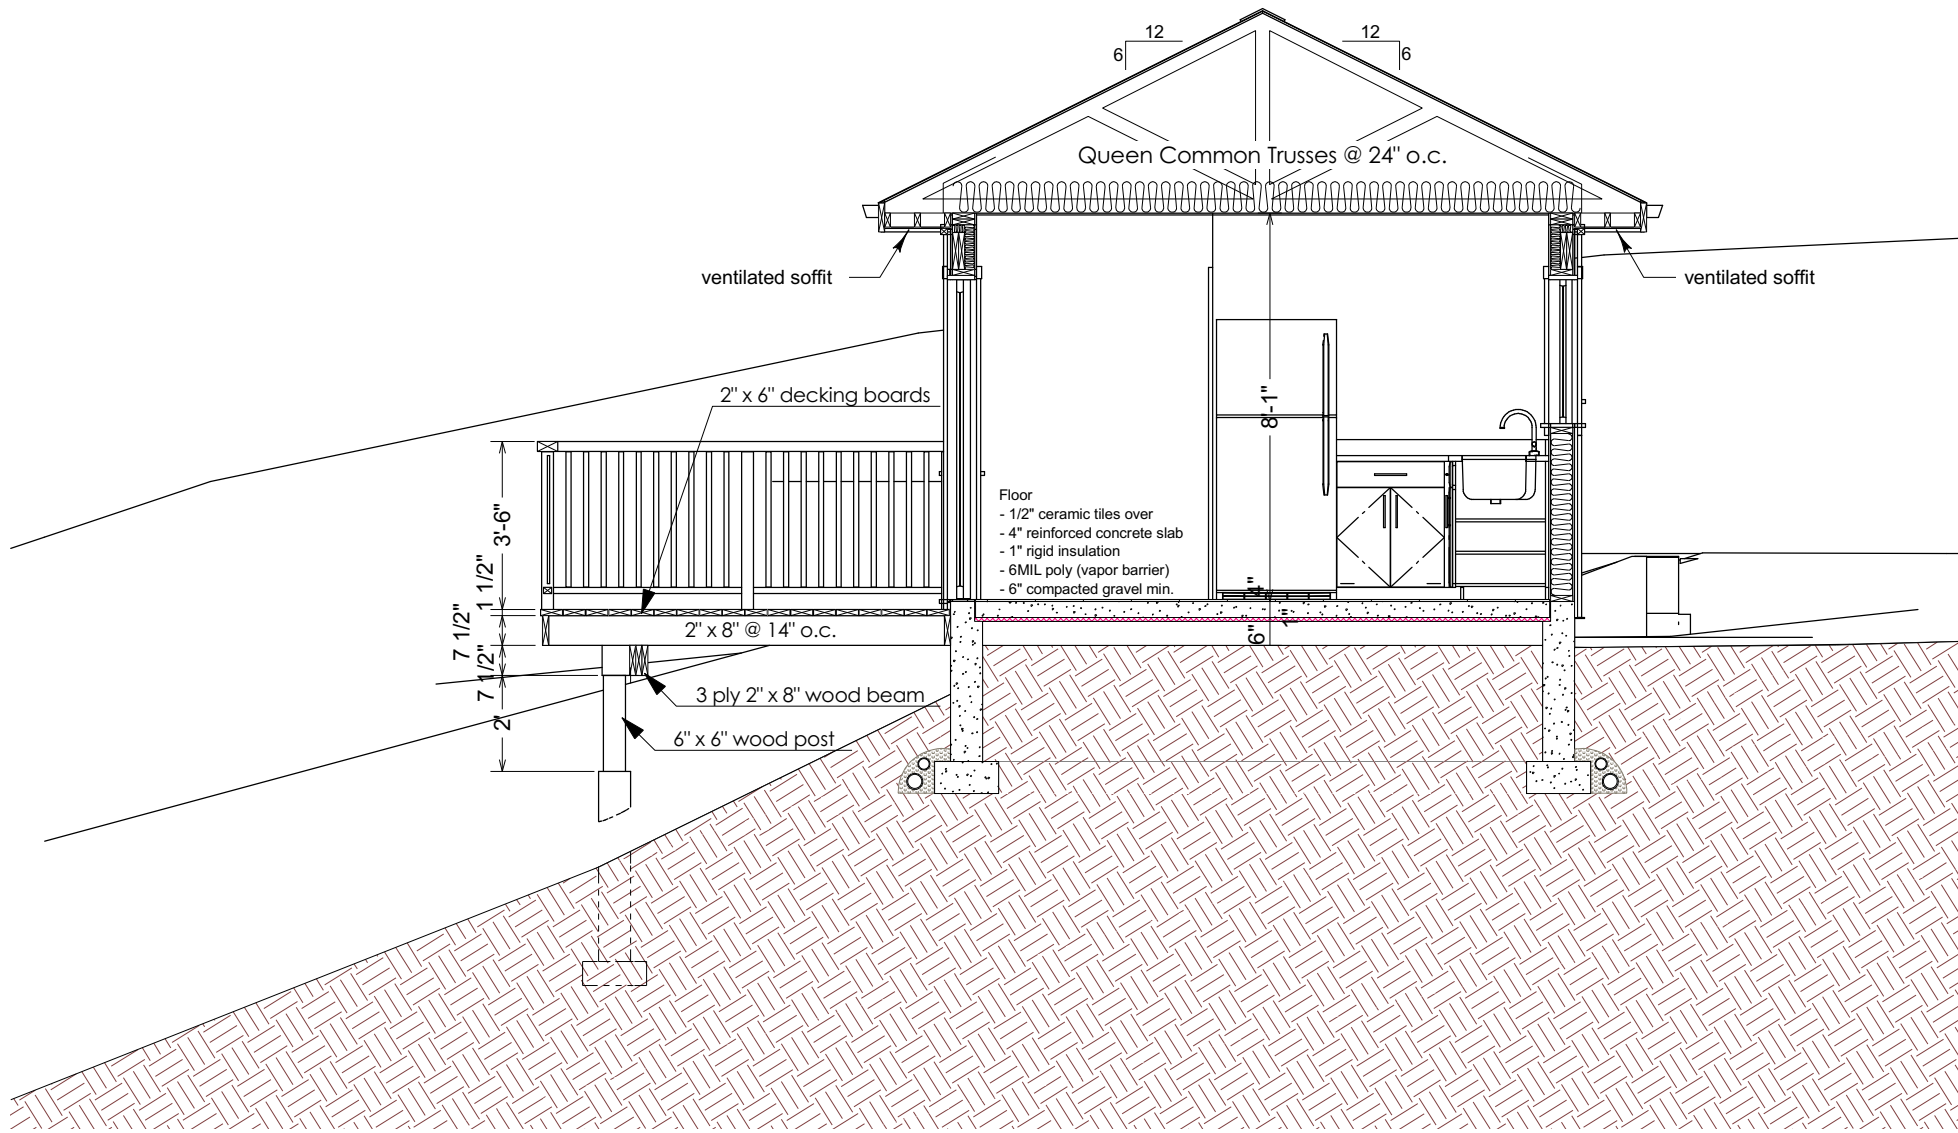 12
6
12
6
Queen Common Trusses @ 24" o.c.
ventilated soffit
ventilated soffit
2" x 6" decking boards
8'-1"
3'-6"
Floor
- 1/2" ceramic tiles over
- 4" reinforced concrete slab
- 1" rigid insulation
- 6MIL poly (vapor barrier)
- 6" compacted gravel min.
1 1/2"
4"
1"
6"
7 1/2"
2" x 8" @ 14" o.c.
7 1/2"
3 ply 2" x 8" wood beam
2'
6" x 6" wood post